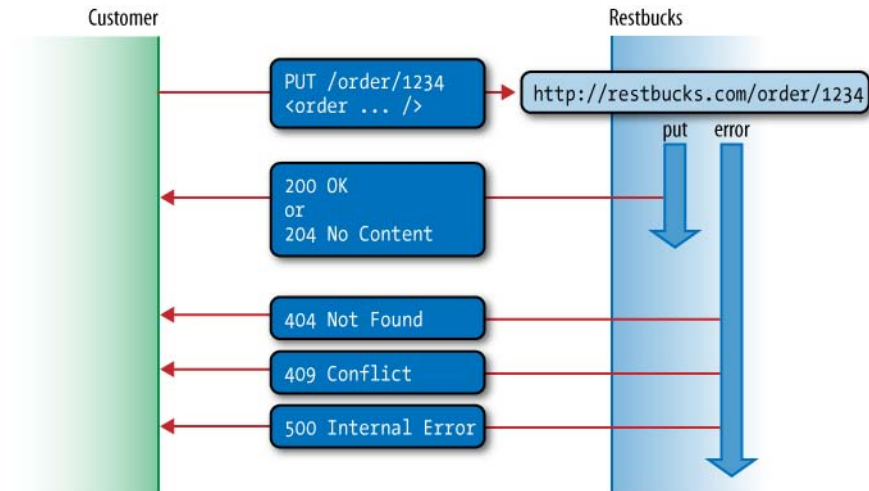 Customer
Restbucks
PUT /order/1234
<order ... />
http://restbucks.com/order/1234
put
error
200 OK
or
204 No Content
404 Not Found
409 Conflict
500 Internal Error